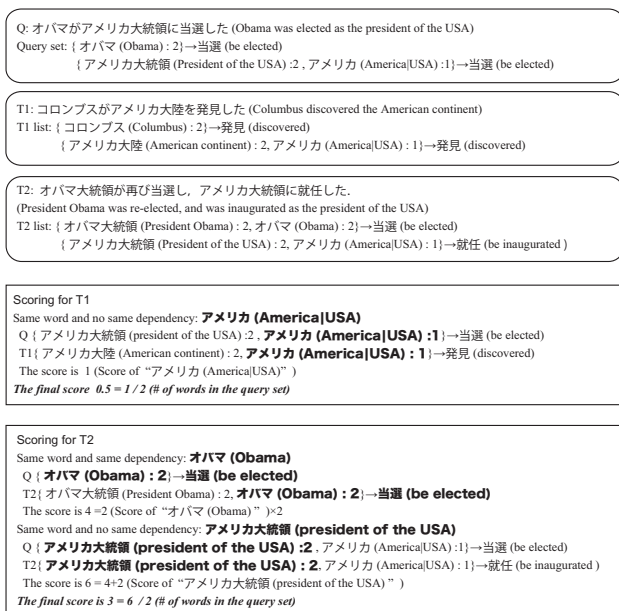 Q: オバマがアメリカ大統領に当選した (Obama was elected as the president of the USA)
Query set: { オバマ (Obama) : 2}→当選 (be elected)
{ アメリカ大統領 (President of the USA) :2 , アメリカ (America|USA) :1}→当選 (be elected)
T1: コロンブスがアメリカ大陸を発見した (Columbus discovered the American continent)
T1 list: { コロンブス (Columbus) : 2}→発見 (discovered)
{ アメリカ大陸 (American continent) : 2, アメリカ (America|USA) : 1}→発見 (discovered)
T2: オバマ大統領が再び当選し，アメリカ大統領に就任した．
(President Obama was re-elected, and was inaugurated as the president of the USA)
T2 list: { オバマ大統領 (President Obama) : 2, オバマ (Obama) : 2}→当選 (be elected)
{ アメリカ大統領 (President of the USA) : 2, アメリカ (America|USA) : 1}→就任 (be inaugurated )
Scoring for T1
Same word and no same dependency: アメリカ (America|USA)
Q { アメリカ大統領 (president of the USA) :2 , アメリカ (America|USA) :1}→当選 (be elected)
T1{ アメリカ大陸 (American continent) : 2, アメリカ (America|USA) : 1}→発見 (discovered)
The score is 1 (Score of “アメリカ (America|USA)” )
The final score 0.5 = 1 / 2 (# of words in the query set)
Scoring for T2
Same word and same dependency: オバマ (Obama)
Q { オバマ (Obama) : 2}→当選 (be elected)
T2{ オバマ大統領 (President Obama) : 2, オバマ (Obama) : 2}→当選 (be elected)
The score is 4 =2 (Score of “オバマ (Obama) ” )×2
Same word and no same dependency: アメリカ大統領 (president of the USA)
Q { アメリカ大統領 (president of the USA) :2 , アメリカ (America|USA) :1}→当選 (be elected)
T2{ アメリカ大統領 (president of the USA) : 2, アメリカ (America|USA) : 1}→就任 (be inaugurated )
The score is 6 = 4+2 (Score of “アメリカ大統領 (president of the USA) ” )
The final score is 3 = 6 / 2 (# of words in the query set)